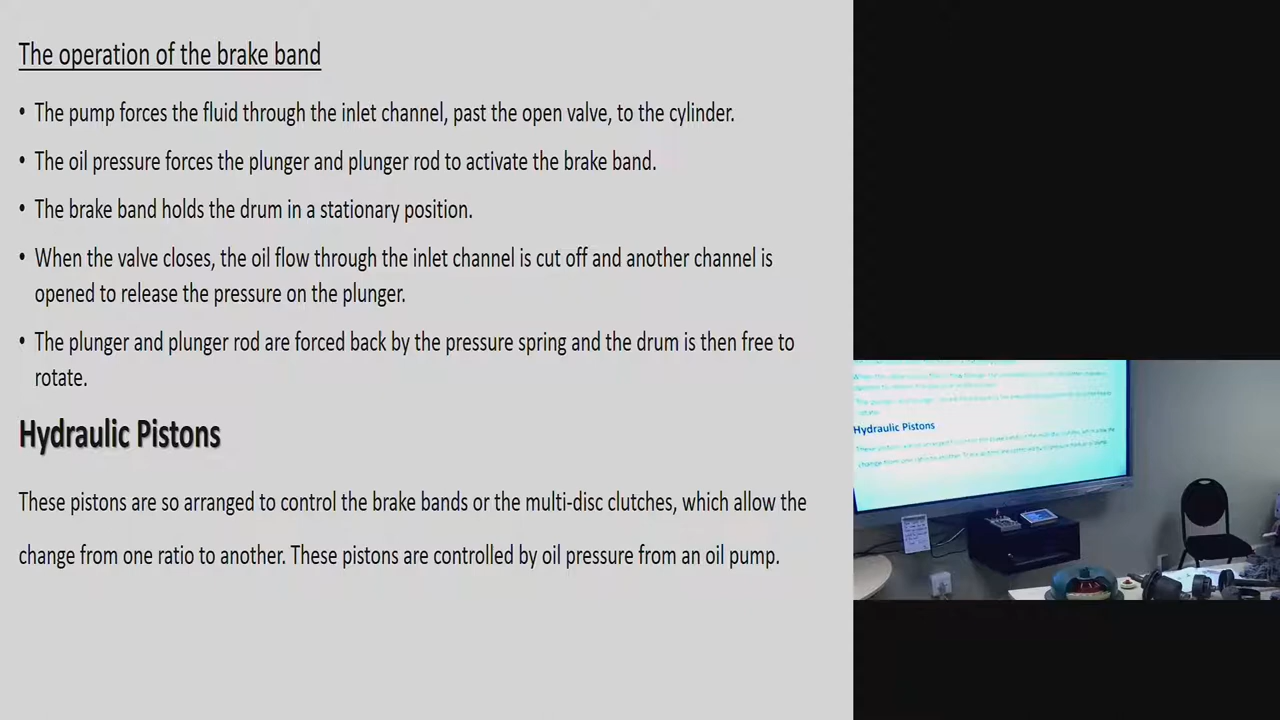 The operation of the brake band
• The pump forces the fluid through the inlet channel, past the open valve, to the cylinder.
• The oil pressure forces the plunger and plunger rod to activate the brake band.
• The brake band holds the drum in a stationary position.
• When the valve closes, the oil flow through the inlet channel is cut off and another channel is
opened to release the pressure on the plunger.
• The plunger and plunger rod are forced back by the pressure spring and the drum is then free to
rotate.
Hydraulic Pistons
These pistons are so arranged to control the brake bands or the multi-disc clutches, which allow the
change from one ratio to another. These pistons are controlled by oil pressure from an oil pump.
Hydraulic Pistons